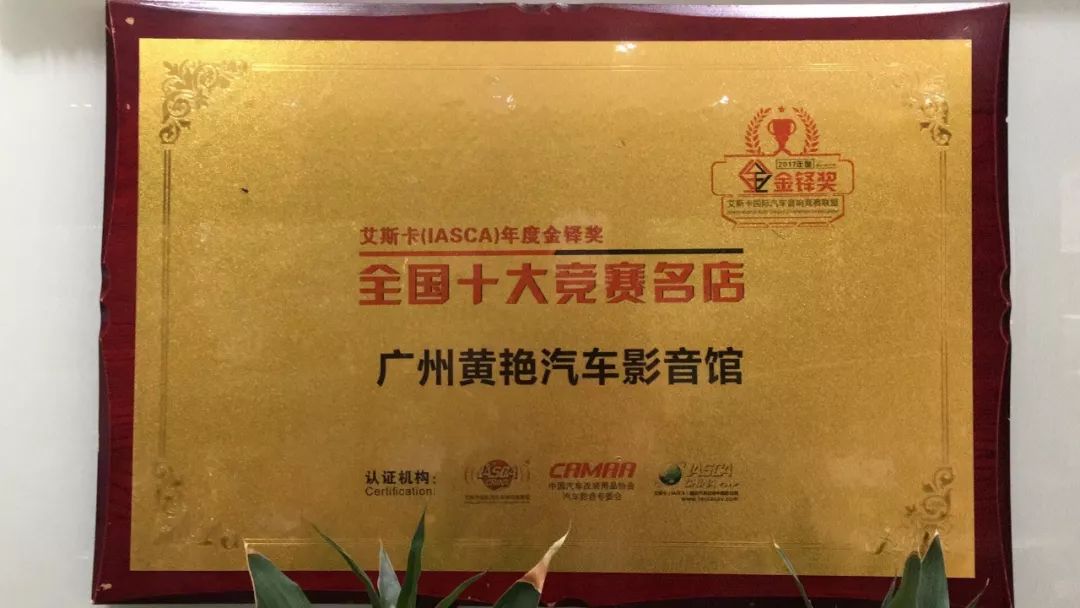 2017年度
金铎奖
艾斯卡国际汽车音响竞赛联盟
艾斯卡(IASCA)年度金铎奖
全国十大竞赛名店
广州黄艳汽车影音馆
认证机构:
Certification:
IASCA
CHINA
CAMAA
中国汽车改装用品协会
汽车影音专委会
IASCA
CHINA